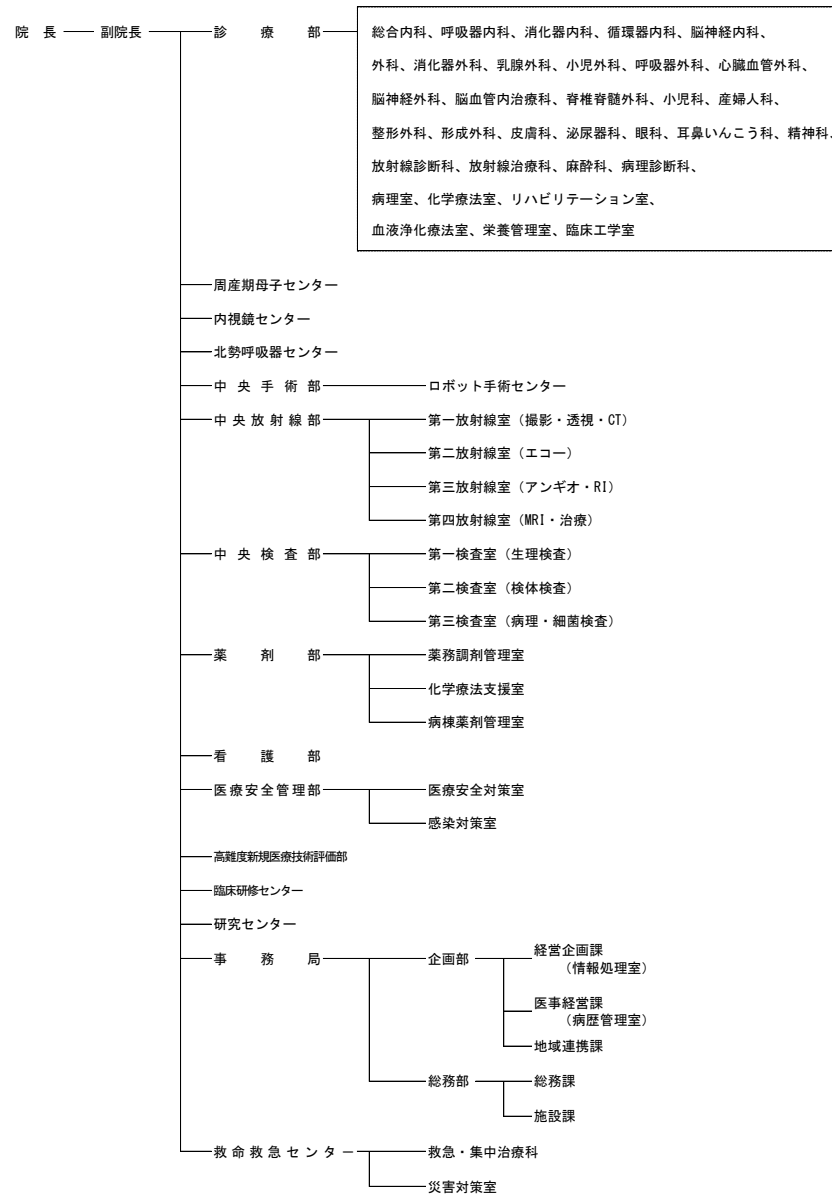 院長 副院長 診療部 総合内科、呼吸器内科、消化器内科、循環器内科、脳神経内科、
外科、消化器外科、乳腺外科、小児外科、呼吸器外科、心臓血管外科、
脳神経外科、脳血管内治療科、脊椎脊髄外科、小児科、産婦人科、
整形外科、形成外科、皮膚科、泌尿器科、眼科、耳鼻いんこう科、精神科、
放射線診断科、放射線治療科、麻酔科、病理診断科、
病理室、化学療法室、リハビリテーション室、
血液浄化療法室、栄養管理室、臨床工学室
周産期母子センター
内視鏡センター
北勢呼吸器センター
中央手術部 ロボット手術センター
中央放射線部 第一放射線室（撮影・透視・CT）
第二放射線室（エコー）
第三放射線室（アンギオ・RI）
第四放射線室（MRI・治療）
中央検査部 第一検査室（生理検査）
第二検査室（検体検査）
第三検査室（病理・細菌検査）
薬剤部 薬務調剤管理室
化学療法支援室
病棟薬剤管理室
看護部
医療安全管理部 医療安全対策室
感染対策室
高難度新規医療技術評価部
臨床研修センター
研究センター
事務局 企画部 経営企画課
（情報処理室）
医事経営課
（病歴管理室）
地域連携課
総務部 総務課
施設課
救命救急センター 救急・集中治療科
災害対策室